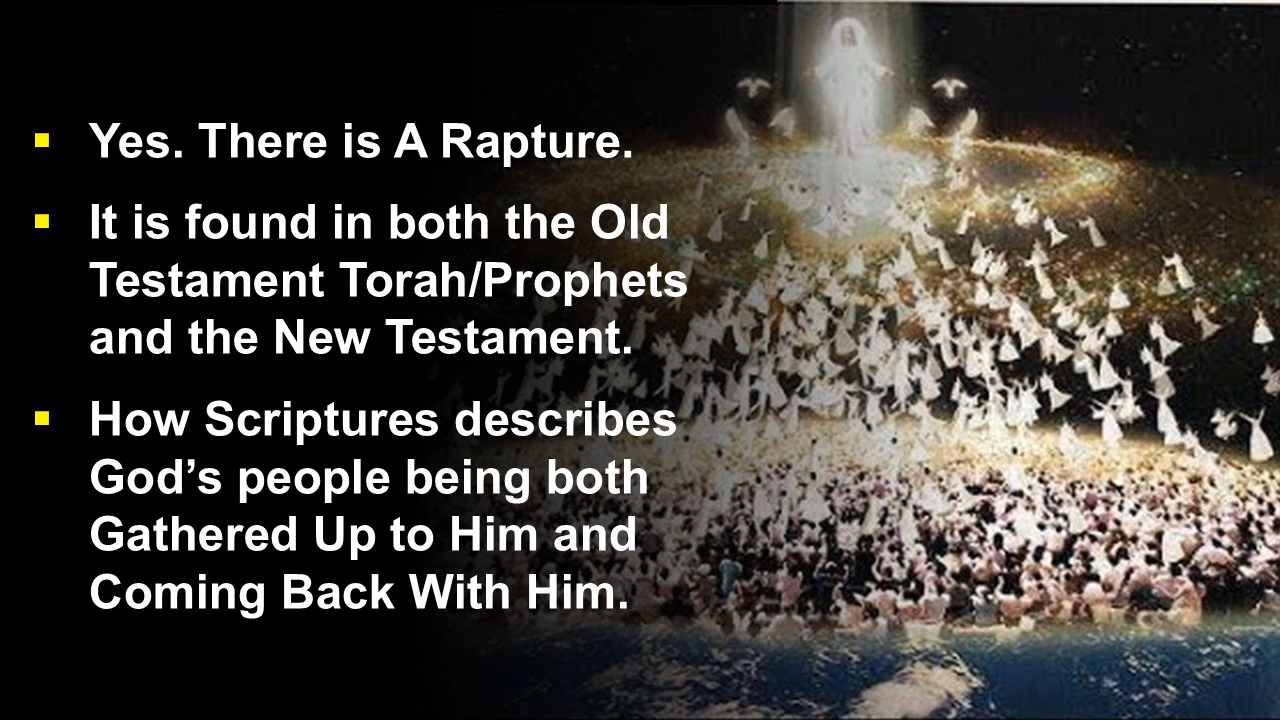 ▪ Yes. There is A Rapture.
▪ It is found in both the Old
Testament Torah/Prophets
and the New Testament.
▪ How Scriptures describes
God’s people being both
Gathered Up to Him and
Coming Back With Him.